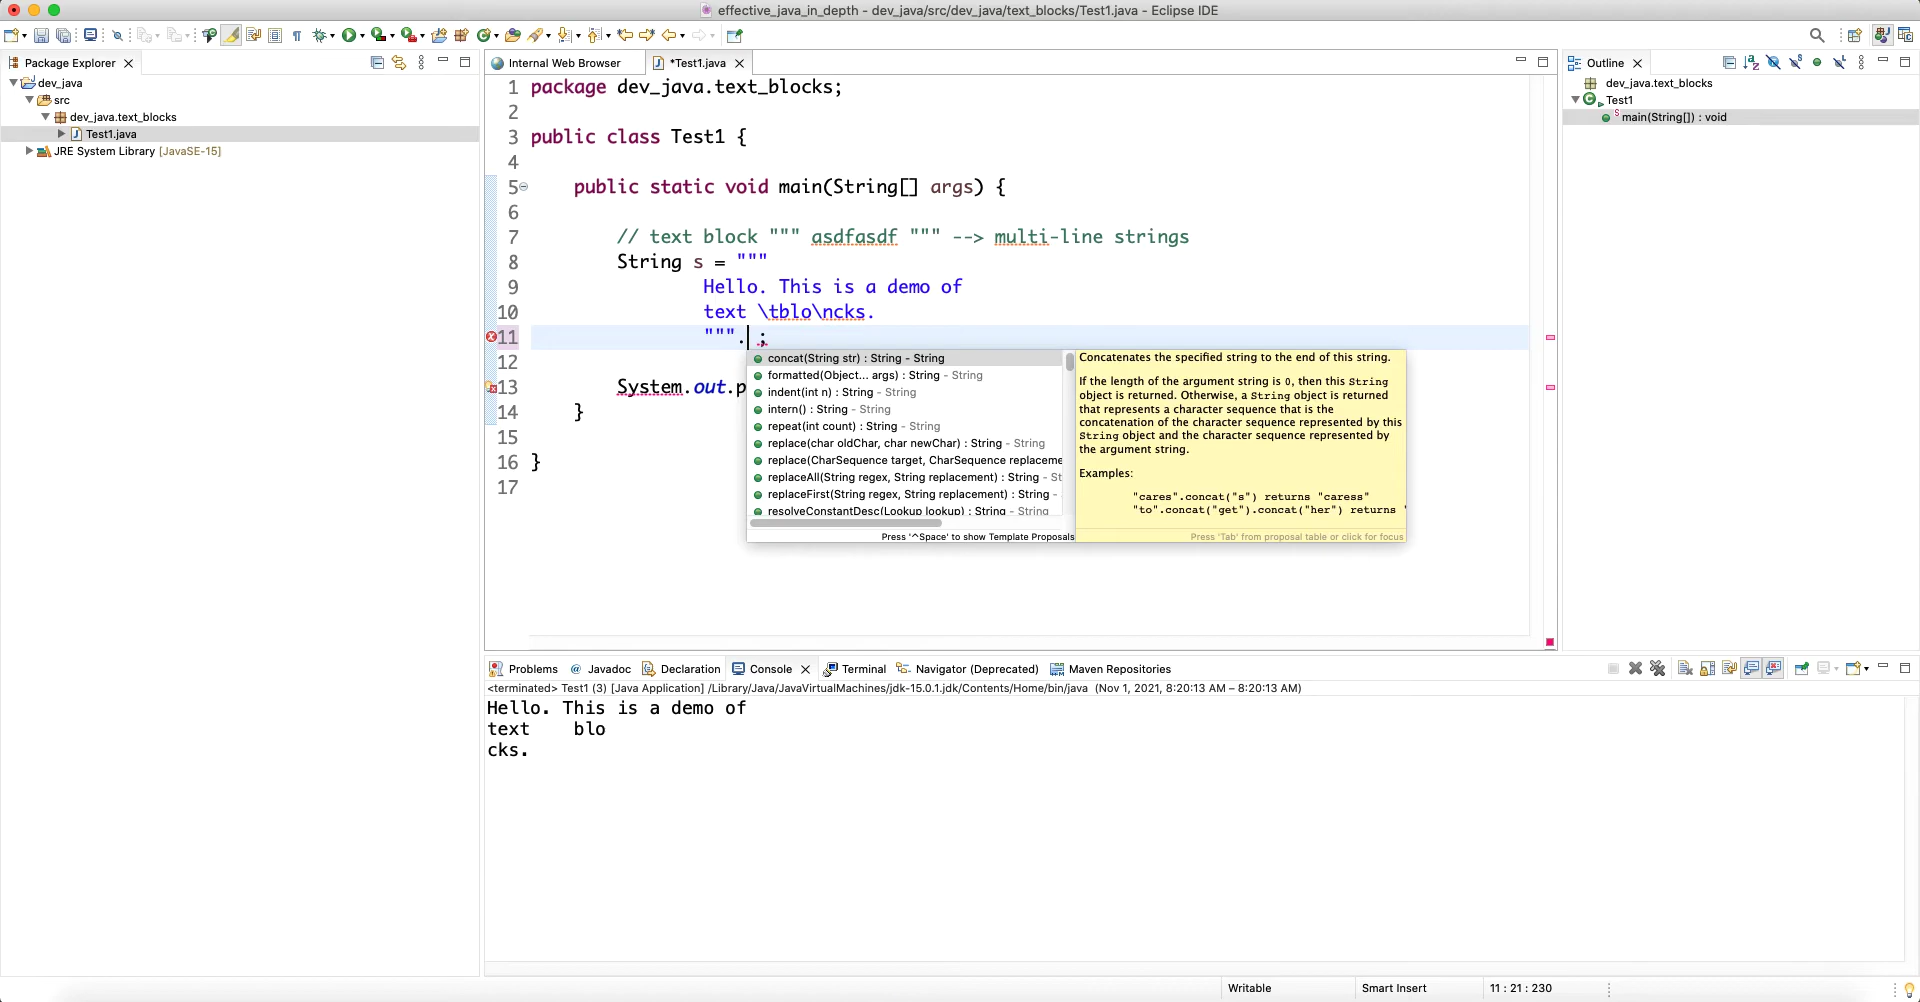 effective_java_in_depth - dev_java/src/dev_java/text_blocks/Test1.java - Eclipse IDE
Package Explorer
dev_java
src
dev_java.text_blocks
Test1.java
JRE System Library [JavaSE-15]
Internal Web Browser
*Test1.java
1 package dev_java.text_blocks;
2
3 public class Test1 {
4
5 public static void main(String[] args) {
6
7 // text block """ asdfasdf """ --> multi-line strings
8 String s = """
9 Hello. This is a demo of
10 text \tblo\ncks.
11 """. ;
12
13 System.out.p
14 }
15
16 }
17
concat(String str) : String - String
formatted(Object... args) : String - String
indent(int n) : String - String
intern() : String - String
repeat(int count) : String - String
replace(char oldChar, char newChar) : String - String
replace(CharSequence target, CharSequence replaceme
replaceAll(String regex, String replacement) : String - St
replaceFirst(String regex, String replacement) : String -
resolveConstantDesc(Lookup lookup) : String - String
Press '^Space' to show Template Proposals
Concatenates the specified string to the end of this string.
If the length of the argument string is 0, then this String
object is returned. Otherwise, a String object is returned
that represents a character sequence that is the
concatenation of the character sequence represented by this
String object and the character sequence represented by
the argument string.
Examples:
"cares".concat("s") returns "caress"
"to".concat("get").concat("her") returns "
Press 'Tab' from proposal table or click for focus
Outline
dev_java.text_blocks
Test1
main(String[]) : void
Problems
Javadoc
Declaration
Console
Terminal
Navigator (Deprecated)
Maven Repositories
<terminated> Test1 (3) [Java Application] /Library/Java/JavaVirtualMachines/jdk-15.0.1.jdk/Contents/Home/bin/java (Nov 1, 2021, 8:20:13 AM – 8:20:13 AM)
Hello. This is a demo of
text    blo
cks.
Writable
Smart Insert
11 : 21 : 230